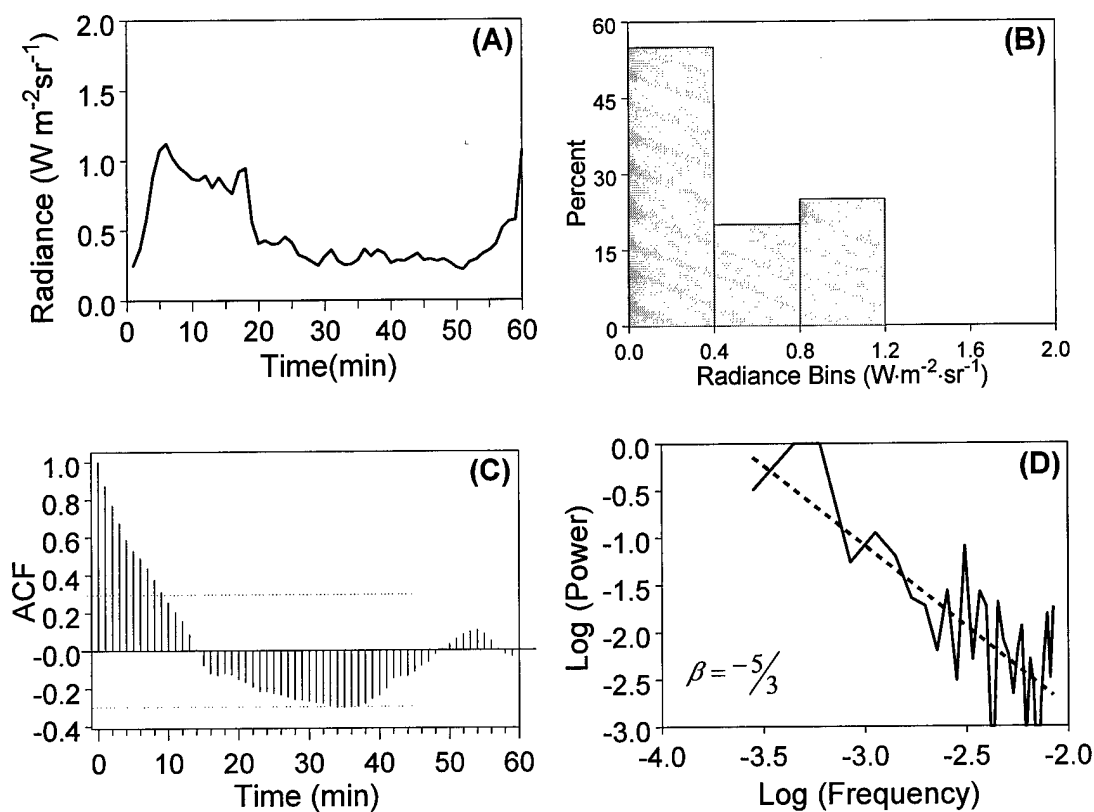 (A)
Radiance (W m⁻²sr⁻¹)
2.0
1.5
1.0
0.5
0.0
0 10 20 30 40 50 60
Time(min)
(B)
Percent
60
45
30
15
0
0.0 0.4 0.8 1.2 1.6 2.0
Radiance Bins (W·m⁻²·sr⁻¹)
(C)
ACF
1.0
0.8
0.6
0.4
0.2
-0.0
-0.2
-0.4
0 10 20 30 40 50 60
Time (min)
(D)
Log (Power)
0.0
-0.5
-1.0
-1.5
-2.0
-2.5
-3.0
β = -5/3
-4.0 -3.5 -3.0 -2.5 -2.0
Log (Frequency)